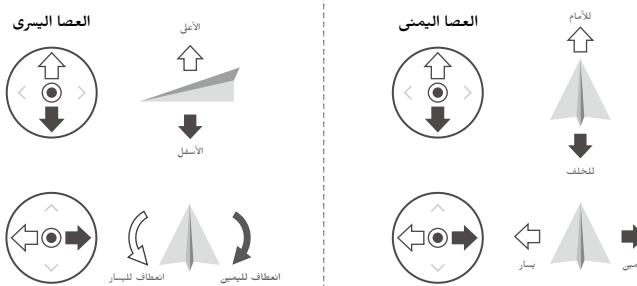 العصا اليمنى
للأمام
للخلف
يسار
العصا اليسرى
الأعلى
الأسفل
انعطاف لليمين
انعطاف لليسار